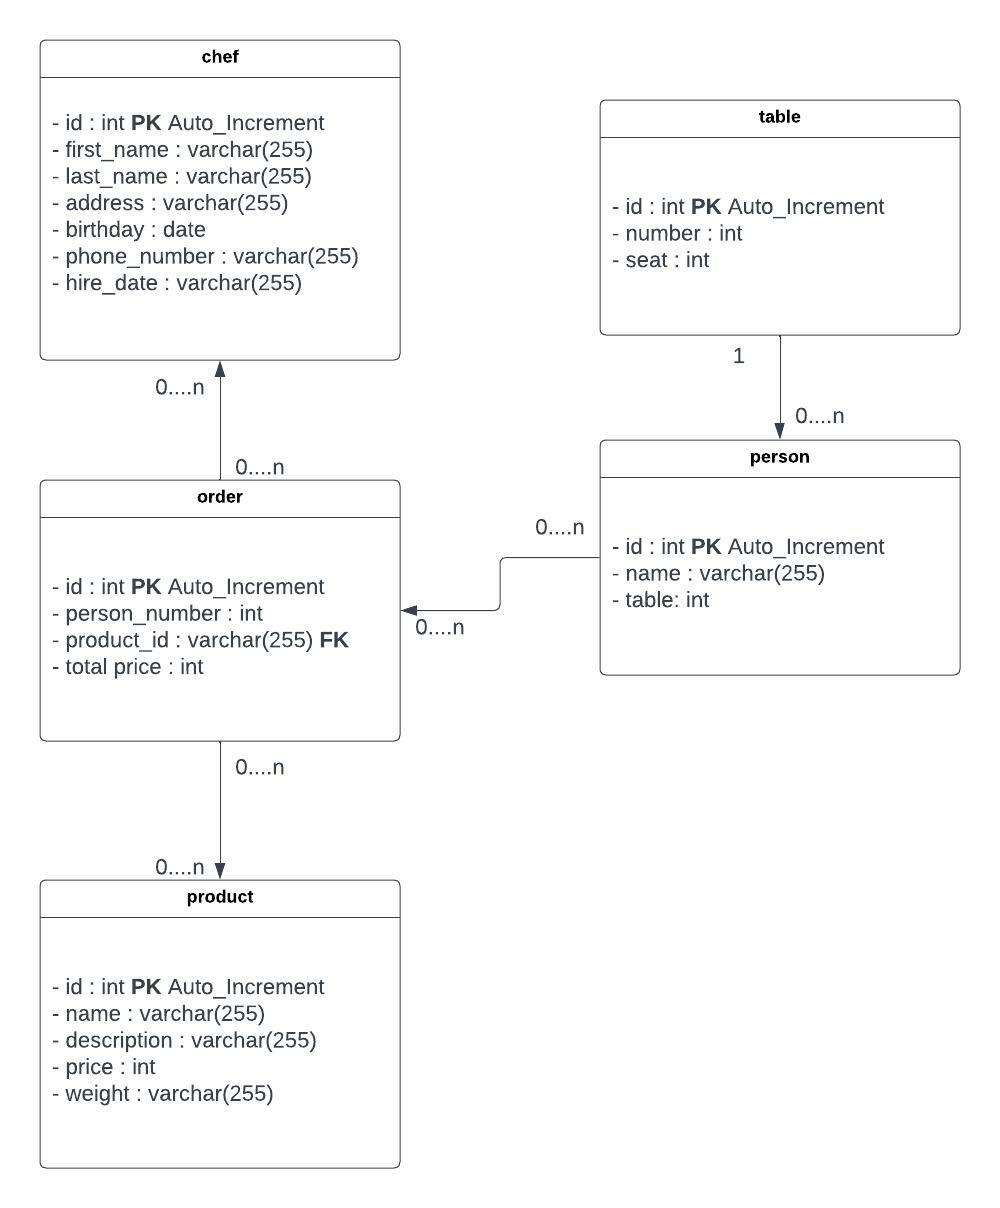 chef
- id : int PK Auto_Increment
- first_name : varchar(255)
- last_name : varchar(255)
- address : varchar(255)
- birthday : date
- phone_number : varchar(255)
- hire_date : varchar(255)
table
- id : int PK Auto_Increment
- number : int
- seat : int
0....n
0....n
1
0....n
order
- id : int PK Auto_Increment
- person_number : int
- product_id : varchar(255) FK
- total price : int
person
- id : int PK Auto_Increment
- name : varchar(255)
- table: int
0....n
0....n
0....n
0....n
product
- id : int PK Auto_Increment
- name : varchar(255)
- description : varchar(255)
- price : int
- weight : varchar(255)